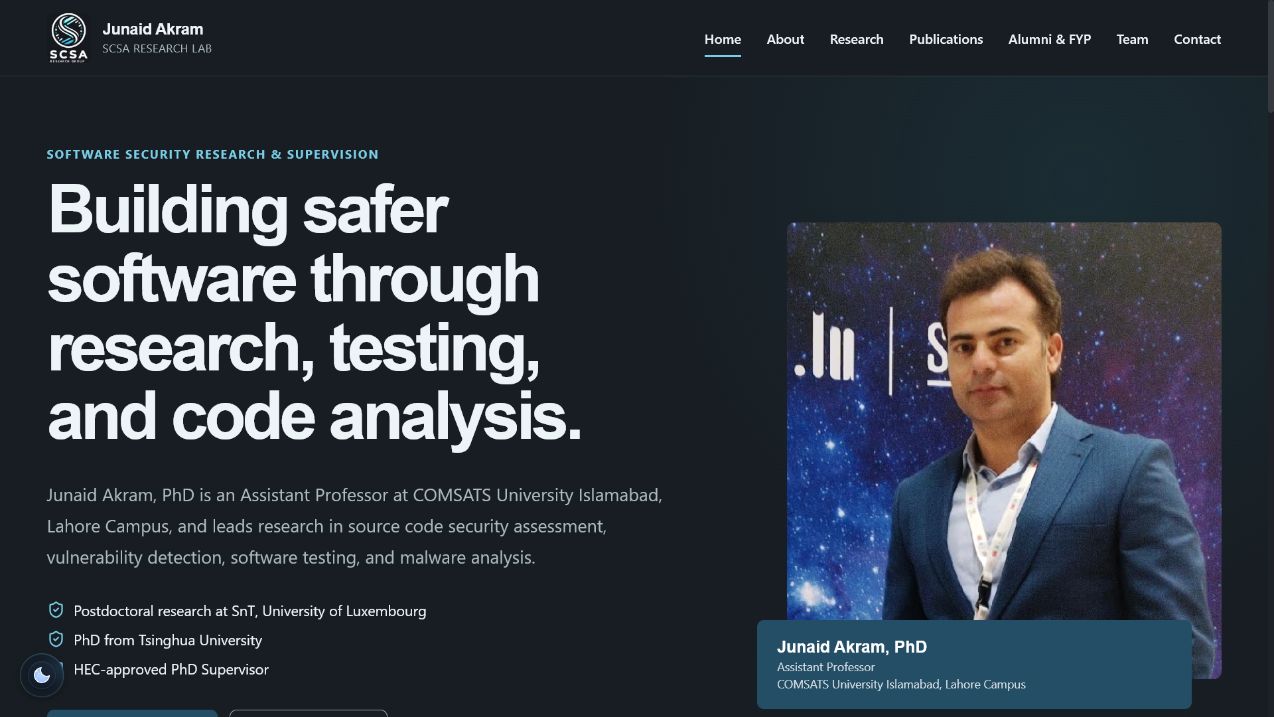 SCSA
RESEARCH GROUP
Junaid Akram
SCSA RESEARCH LAB
Home
About
Research
Publications
Alumni & FYP
Team
Contact
SOFTWARE SECURITY RESEARCH & SUPERVISION
Building safer
software through
research, testing,
and code analysis.
Junaid Akram, PhD is an Assistant Professor at COMSATS University Islamabad,
Lahore Campus, and leads research in source code security assessment,
vulnerability detection, software testing, and malware analysis.
Postdoctoral research at SnT, University of Luxembourg
PhD from Tsinghua University
HEC-approved PhD Supervisor
.lu | S
Junaid Akram, PhD
Assistant Professor
COMSATS University Islamabad, Lahore Campus